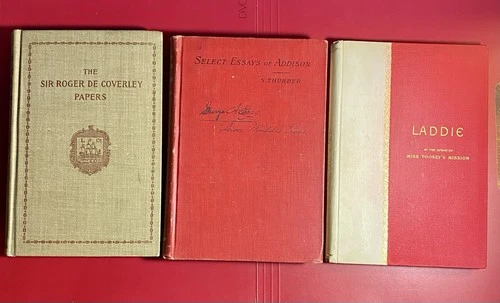 THE
SIR ROGER DE COVERLEY
PAPERS
SELECT ESSAYS OF ADDISON
S. THURBER
LADDIE
BY THE AUTHOR OF
MISS TOOSEY'S MISSION